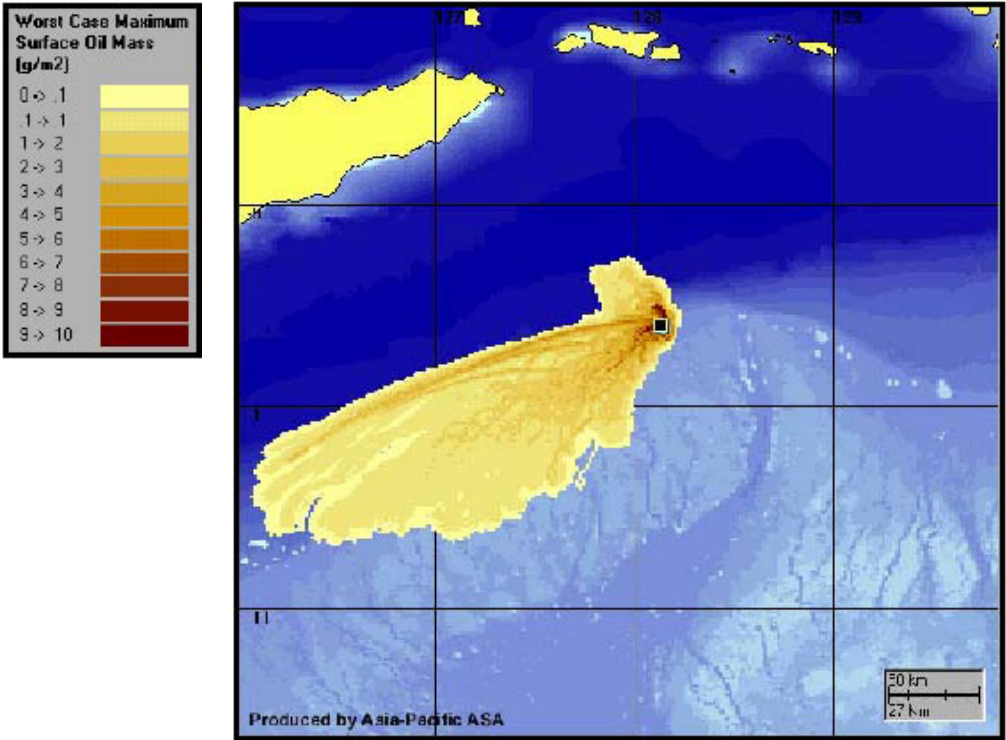 Worst Case Maximum
Surface Oil Mass
(g/m2)
0 -> .1
.1 -> 1
1 -> 2
2 -> 3
3 -> 4
4 -> 5
5 -> 6
6 -> 7
7 -> 8
8 -> 9
9 -> 10
127 128 129
11
50 km
27 Nm
Produced by Asia-Pacific ASA